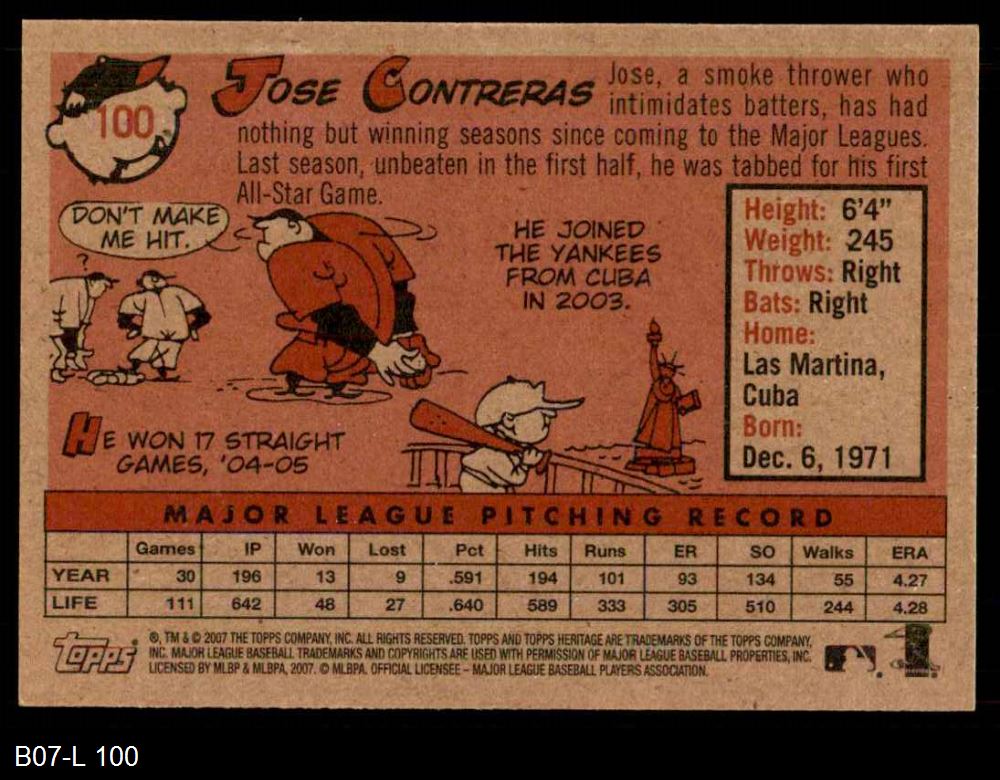 100
JOSE CONTRERAS
Jose, a smoke thrower who
intimidates batters, has had
nothing but winning seasons since coming to the Major Leagues.
Last season, unbeaten in the first half, he was tabbed for his first
All-Star Game.
DON'T MAKE
ME HIT.
?
HE JOINED
THE YANKEES
FROM CUBA
IN 2003.
HE WON 17 STRAIGHT
GAMES, '04-05
Height: 6'4"
Weight: 245
Throws: Right
Bats: Right
Home:
Las Martina,
Cuba
Born:
Dec. 6, 1971
MAJOR LEAGUE PITCHING RECORD
Games IP Won Lost Pct Hits Runs ER SO Walks ERA
YEAR 30 196 13 9 .591 194 101 93 134 55 4.27
LIFE 111 642 48 27 .640 589 333 305 510 244 4.28
Topps
®, TM & © 2007 THE TOPPS COMPANY, INC. ALL RIGHTS RESERVED. TOPPS AND TOPPS HERITAGE ARE TRADEMARKS OF THE TOPPS COMPANY,
INC. MAJOR LEAGUE BASEBALL TRADEMARKS AND COPYRIGHTS ARE USED WITH PERMISSION OF MAJOR LEAGUE BASEBALL PROPERTIES, INC.
LICENSED BY MLBP & MLBPA, 2007. © MLBPA. OFFICIAL LICENSEE – MAJOR LEAGUE BASEBALL PLAYERS ASSOCIATION.
B07-L 100